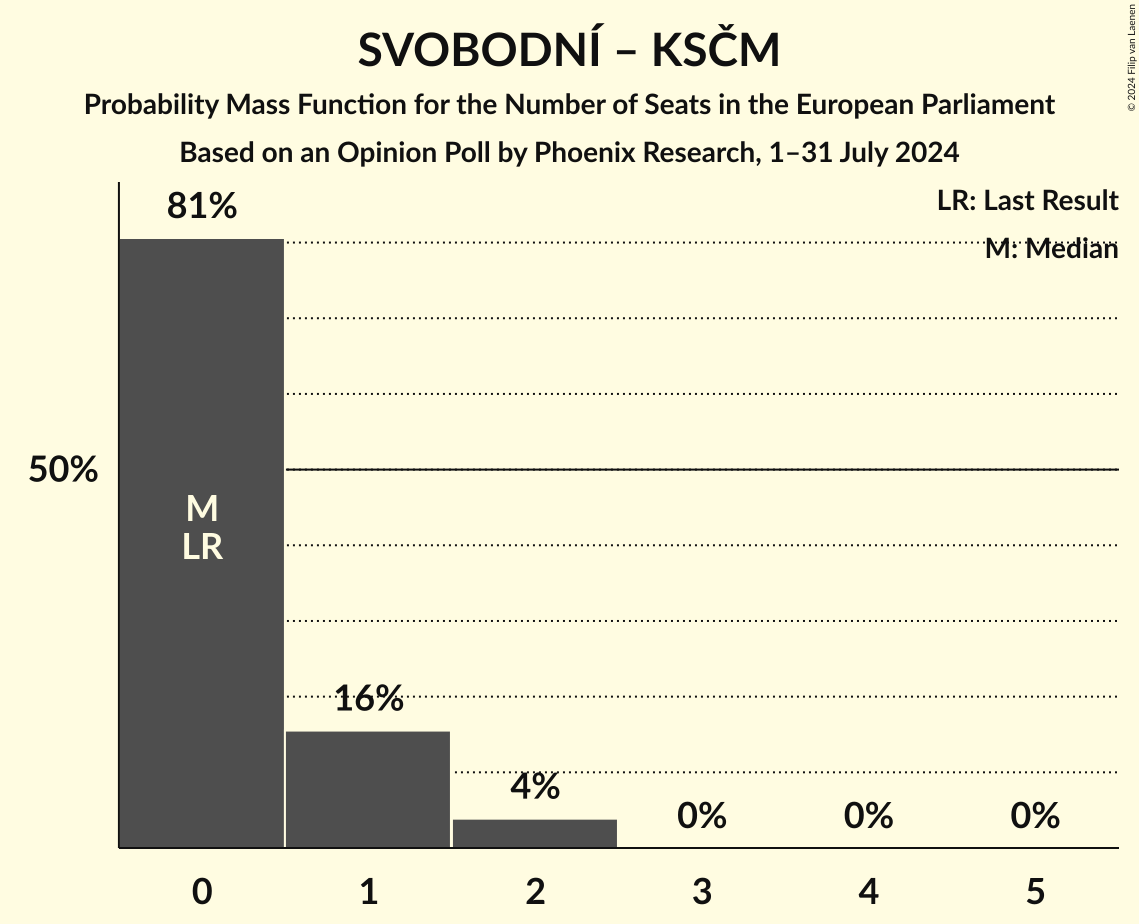 SVOBODNÍ – KSČM
Probability Mass Function for the Number of Seats in the European Parliament
Based on an Opinion Poll by Phoenix Research, 1–31 July 2024
© 2024 Filip van Laenen
LR: Last Result
M: Median
81%
50%
M
LR
16%
4%
0%
0%
0%
0
1
2
3
4
5